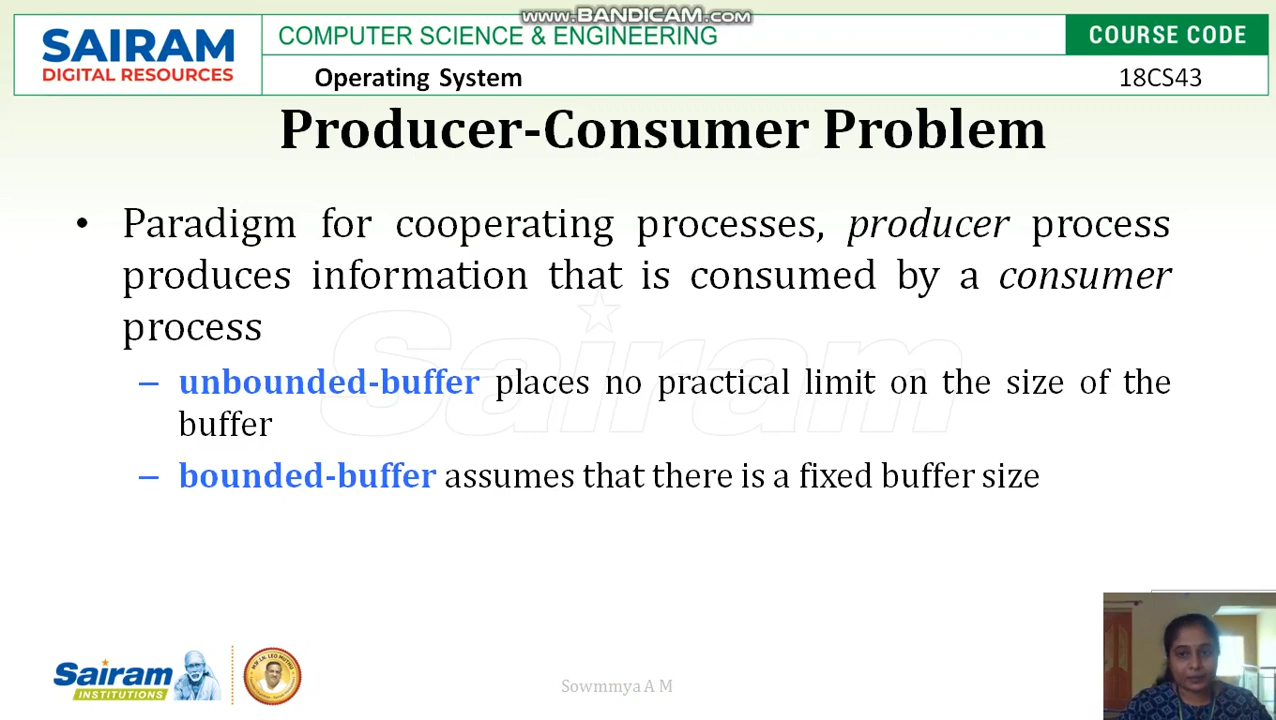 WWW.BANDICAM.COM
SAIRAM
DIGITAL RESOURCES
COMPUTER SCIENCE & ENGINEERING
COURSE CODE
Operating System
18CS43
Producer-Consumer Problem
• Paradigm for cooperating processes, producer process
produces information that is consumed by a consumer
process
Sairam
– unbounded-buffer places no practical limit on the size of the
buffer
– bounded-buffer assumes that there is a fixed buffer size
Sairam
INSTITUTIONS
Sowmmya A M